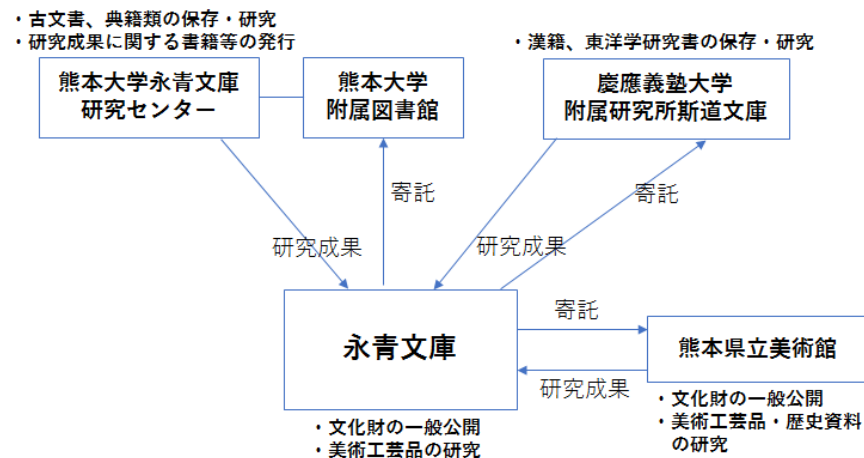 ・古文書、典籍類の保存・研究
・研究成果に関する書籍等の発行
・漢籍、東洋学研究書の保存・研究
熊本大学永青文庫
研究センター
熊本大学
附属図書館
慶應義塾大学
附属研究所斯道文庫
寄託
寄託
研究成果
研究成果
永青文庫
寄託
研究成果
熊本県立美術館
・文化財の一般公開
・美術工芸品の研究
・文化財の一般公開
・美術工芸品・歴史資料
の研究